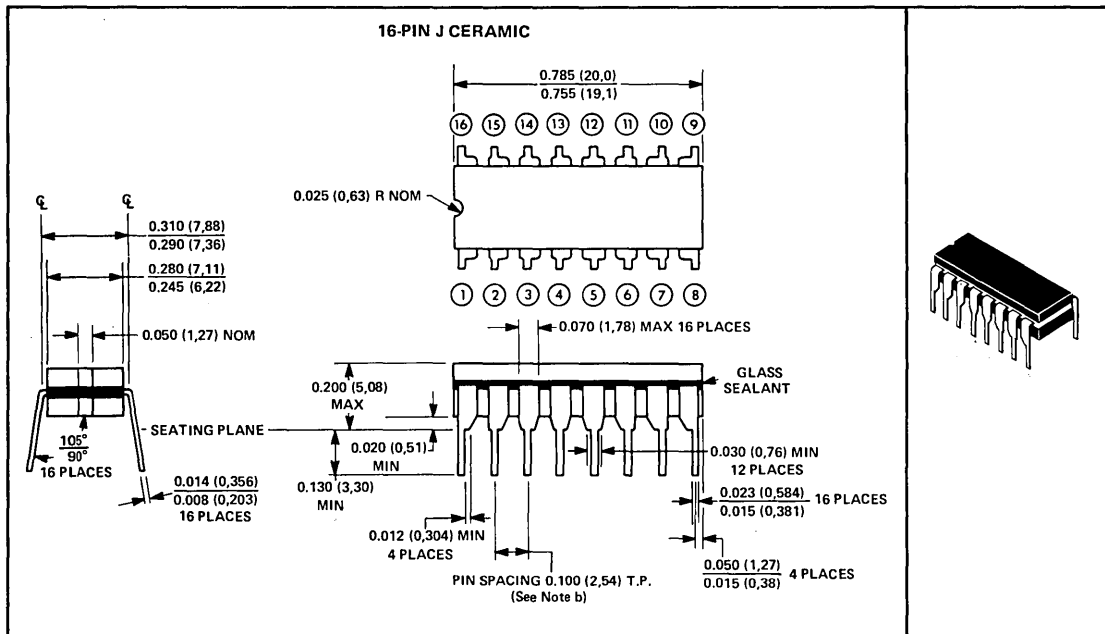 16-PIN J CERAMIC
0.785 (20,0)
0.755 (19,1)
16 15 14 13 12 11 10 9
0.025 (0,63) R NOM
℄ ℄
0.310 (7,88)
0.290 (7,36)
0.280 (7,11)
0.245 (6,22)
1 2 3 4 5 6 7 8
0.050 (1,27) NOM
0.070 (1,78) MAX 16 PLACES
0.200 (5,08)
MAX
GLASS
SEALANT
SEATING PLANE
105°
90°
16 PLACES
0.020 (0,51)
MIN
0.030 (0,76) MIN
12 PLACES
0.130 (3,30)
MIN
0.014 (0,356)
0.008 (0,203)
16 PLACES
0.023 (0,584)
0.015 (0,381)
16 PLACES
0.012 (0,304) MIN
4 PLACES
0.050 (1,27)
0.015 (0,38)
4 PLACES
PIN SPACING 0.100 (2,54) T.P.
(See Note b)